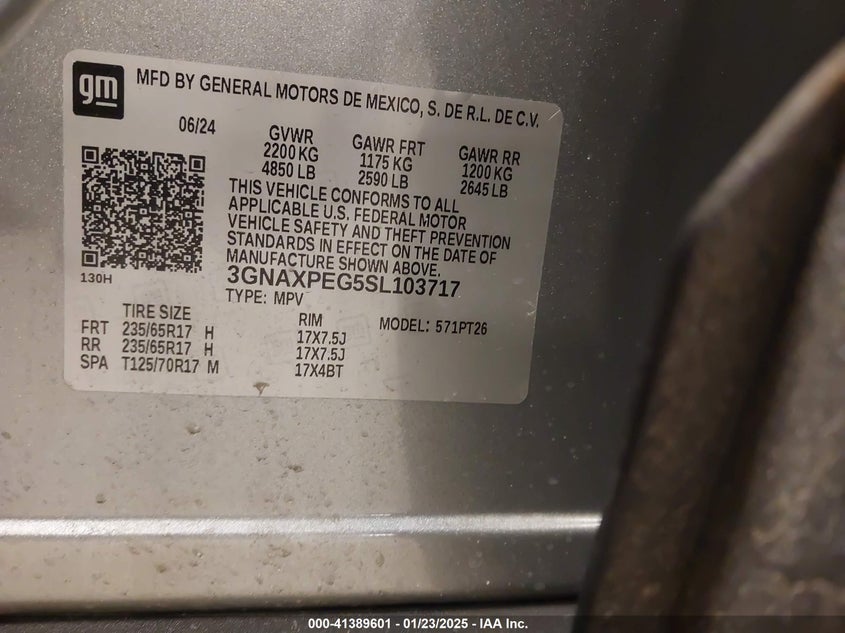 gm
MFD BY GENERAL MOTORS DE MEXICO, S. DE R.L. DE C.V.
06/24 GVWR GAWR FRT GAWR RR
2200 KG 1175 KG 1200 KG
4850 LB 2590 LB 2645 LB
THIS VEHICLE CONFORMS TO ALL
APPLICABLE U.S. FEDERAL MOTOR
VEHICLE SAFETY AND THEFT PREVENTION
STANDARDS IN EFFECT ON THE DATE OF
MANUFACTURE SHOWN ABOVE.
130H
3GNAXPEG5SL103717
TYPE: MPV
TIRE SIZE RIM MODEL: 571PT26
FRT 235/65R17 H 17X7.5J
RR 235/65R17 H 17X7.5J
SPA T125/70R17 M 17X4BT
000-41389601 - 01/23/2025 - IAA Inc.